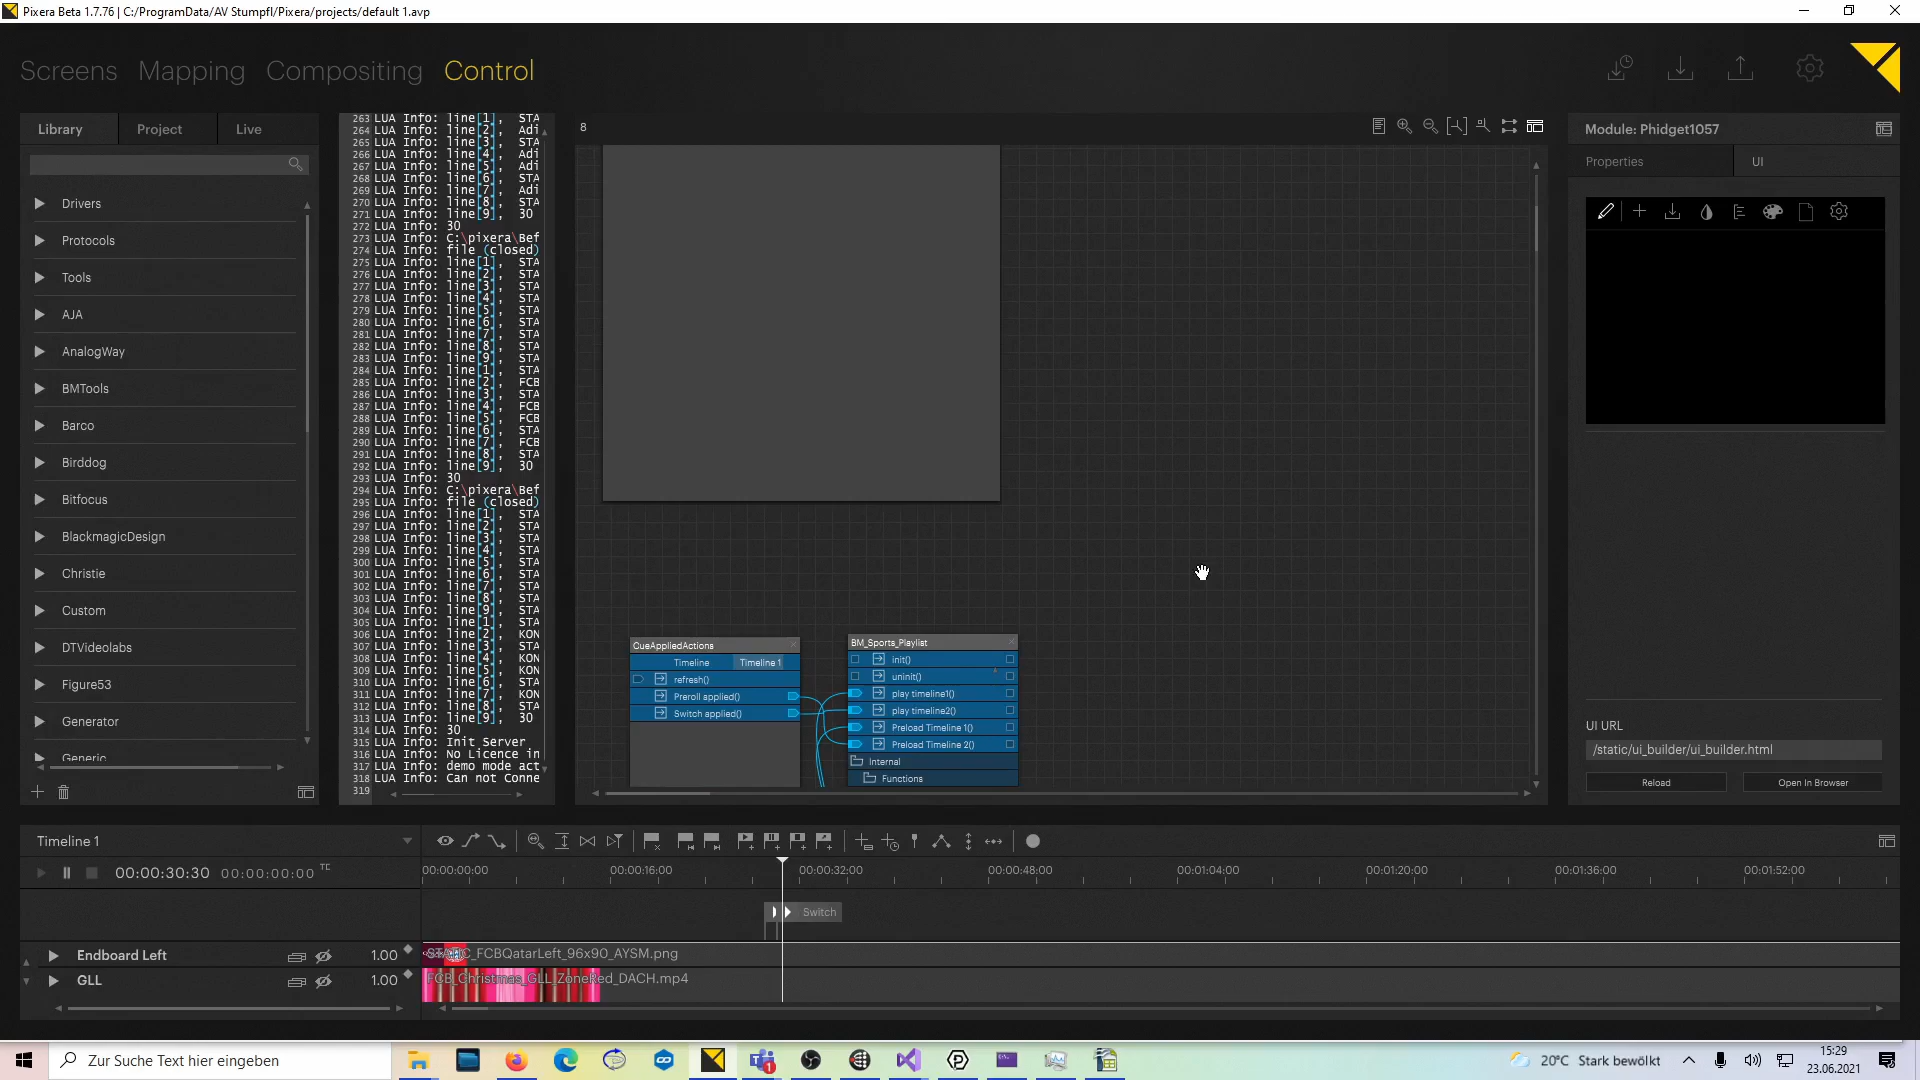 Pixera Beta 1.7.76 | C:/ProgramData/AV Stumpfl/Pixera/projects/default 1.avp
Screens Mapping Compositing Control
Library Project Live
Drivers
Protocols
Tools
AJA
AnalogWay
BMTools
Barco
Birddog
Bitfocus
BlackmagicDesign
Christie
Custom
DTVideolabs
Figure53
Generator
Generic
263 LUA Info: line[1], STA
264 LUA Info: line[2], Adi
265 LUA Info: line[3], STA
266 LUA Info: line[4], Adi
267 LUA Info: line[5], Adi
268 LUA Info: line[6], STA
269 LUA Info: line[7], Adi
270 LUA Info: line[8], STA
271 LUA Info: line[9], 30
272 LUA Info: 30
273 LUA Info: C:\pixera\Bef
274 LUA Info: file (closed)
275 LUA Info: line[1], STA
276 LUA Info: line[2], STA
277 LUA Info: line[3], STA
278 LUA Info: line[4], STA
279 LUA Info: line[5], STA
280 LUA Info: line[6], STA
281 LUA Info: line[7], STA
282 LUA Info: line[8], STA
283 LUA Info: line[9], STA
284 LUA Info: line[1], STA
285 LUA Info: line[2], FCB
286 LUA Info: line[3], STA
287 LUA Info: line[4], FCB
288 LUA Info: line[5], FCB
289 LUA Info: line[6], STA
290 LUA Info: line[7], FCB
291 LUA Info: line[8], STA
292 LUA Info: line[9], 30
293 LUA Info: 30
294 LUA Info: C:\pixera\Bef
295 LUA Info: file (closed)
296 LUA Info: line[1], STA
297 LUA Info: line[2], STA
298 LUA Info: line[3], STA
299 LUA Info: line[4], STA
300 LUA Info: line[5], STA
301 LUA Info: line[6], STA
302 LUA Info: line[7], STA
303 LUA Info: line[8], STA
304 LUA Info: line[9], STA
305 LUA Info: line[1], STA
306 LUA Info: line[2], KON
307 LUA Info: line[3], STA
308 LUA Info: line[4], KON
309 LUA Info: line[5], KON
310 LUA Info: line[6], STA
311 LUA Info: line[7], KON
312 LUA Info: line[8], STA
313 LUA Info: line[9], 30
314 LUA Info: 30
315 LUA Info: Init Server
316 LUA Info: No Licence in
317 LUA Info: demo mode act
318 LUA Info: Can not Conne
319
8
CueAppliedActions
Timeline Timeline 1
refresh()
Preroll applied()
Switch applied()
BM_Sports_Playlist
init()
uninit()
play timeline1()
play timeline2()
Preload Timeline 1()
Preload Timeline 2()
Internal
Functions
Module: Phidget1057
Properties UI
UI URL
/static/ui_builder/ui_builder.html
Reload Open In Browser
Timeline 1
00:00:30:30 00:00:00:00 TC
00:00:00:00 00:00:16:00 00:00:32:00 00:00:48:00 00:01:04:00 00:01:20:00 00:01:36:00 00:01:52:00
Switch
Endboard Left 1.00 STATIC_FCBQatarLeft_96x90_AYSM.png
GLL 1.00 FCB_Christmas_GLL_ZoneRed_DACH.mp4
Zur Suche Text hier eingeben
1
20°C Stark bewölkt
15:29
23.06.2021